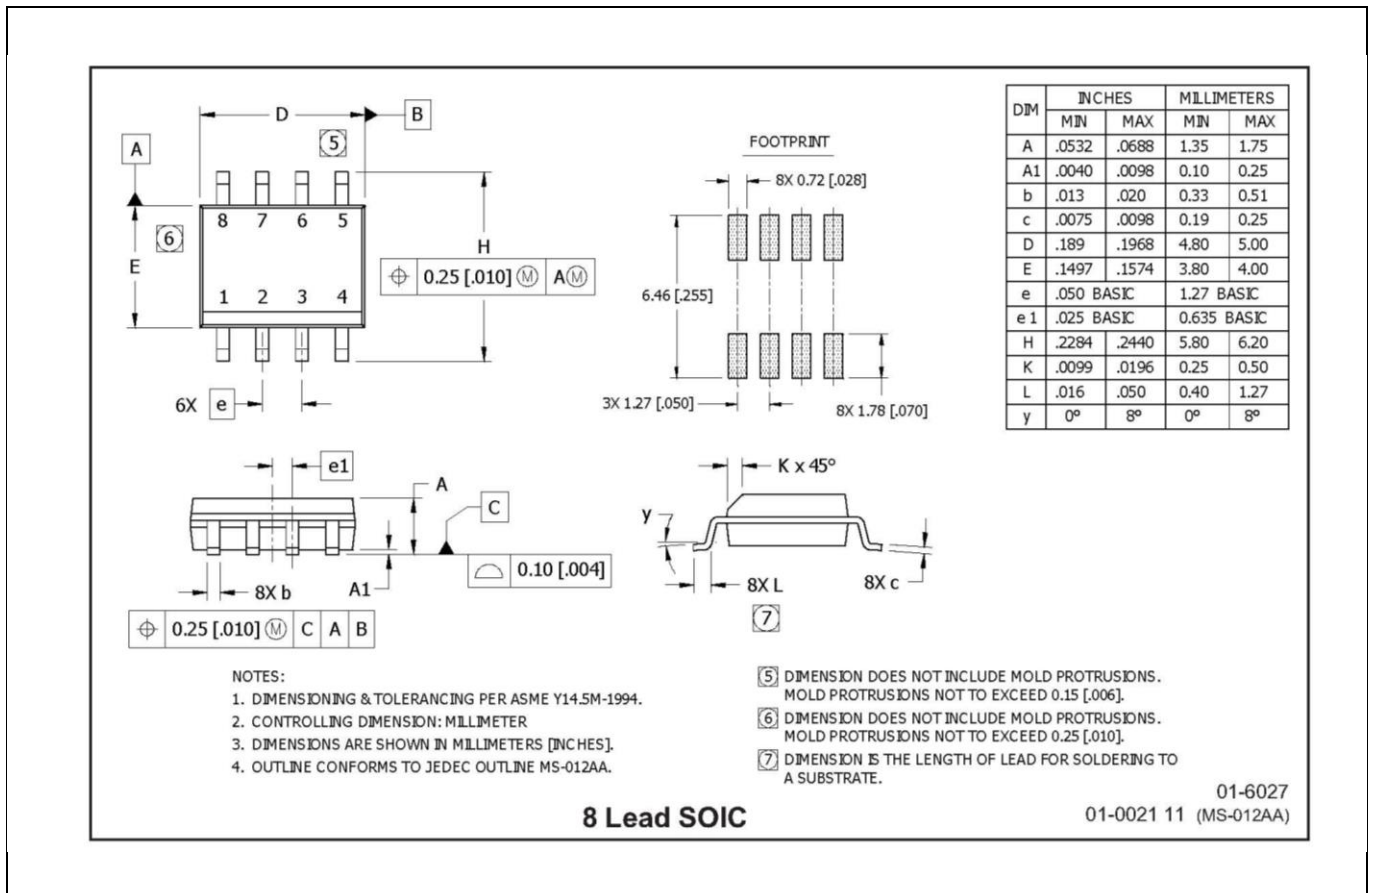 D
B
A
5
8 7 6 5
6
E
H
⌖ 0.25 [.010] Ⓜ A Ⓜ
1 2 3 4
6X e
FOOTPRINT
8X 0.72 [.028]
6.46 [.255]
3X 1.27 [.050]
8X 1.78 [.070]
DIM INCHES MILLIMETERS
MIN MAX MIN MAX
A .0532 .0688 1.35 1.75
A1 .0040 .0098 0.10 0.25
b .013 .020 0.33 0.51
c .0075 .0098 0.19 0.25
D .189 .1968 4.80 5.00
E .1497 .1574 3.80 4.00
e .050 BASIC 1.27 BASIC
e 1 .025 BASIC 0.635 BASIC
H .2284 .2440 5.80 6.20
K .0099 .0196 0.25 0.50
L .016 .050 0.40 1.27
y 0° 8° 0° 8°
e1
A
C
0.10 [.004]
8X b
A1
⌖ 0.25 [.010] Ⓜ C A B
K x 45°
y
8X L
8X c
7
NOTES:
1. DIMENSIONING & TOLERANCING PER ASME Y14.5M-1994.
2. CONTROLLING DIMENSION: MILLIMETER
3. DIMENSIONS ARE SHOWN IN MILLIMETERS [INCHES].
4. OUTLINE CONFORMS TO JEDEC OUTLINE MS-012AA.
5 DIMENSION DOES NOT INCLUDE MOLD PROTRUSIONS.
MOLD PROTRUSIONS NOT TO EXCEED 0.15 [.006].
6 DIMENSION DOES NOT INCLUDE MOLD PROTRUSIONS.
MOLD PROTRUSIONS NOT TO EXCEED 0.25 [.010].
7 DIMENSION IS THE LENGTH OF LEAD FOR SOLDERING TO
A SUBSTRATE.
8 Lead SOIC
01-6027
01-0021 11 (MS-012AA)